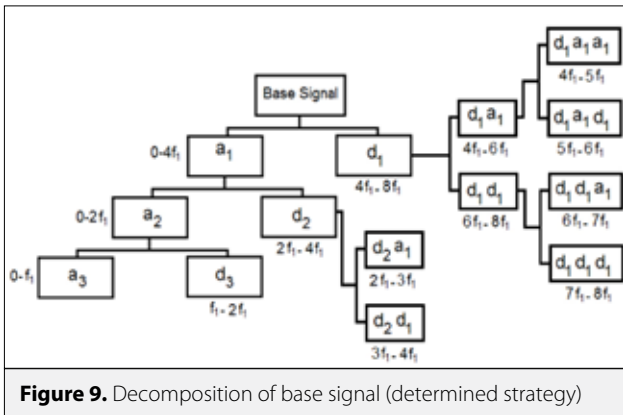 Base Signal
a1
0-4f1
d1
4f1-8f1
a2
0-2f1
d2
2f1-4f1
a3
0-f1
d3
f1-2f1
d2a1
2f1-3f1
d2d1
3f1-4f1
d1a1
4f1-6f1
d1d1
6f1-8f1
d1a1a1
4f1-5f1
d1a1d1
5f1-6f1
d1d1a1
6f1-7f1
d1d1d1
7f1-8f1
Figure 9. Decomposition of base signal (determined strategy)